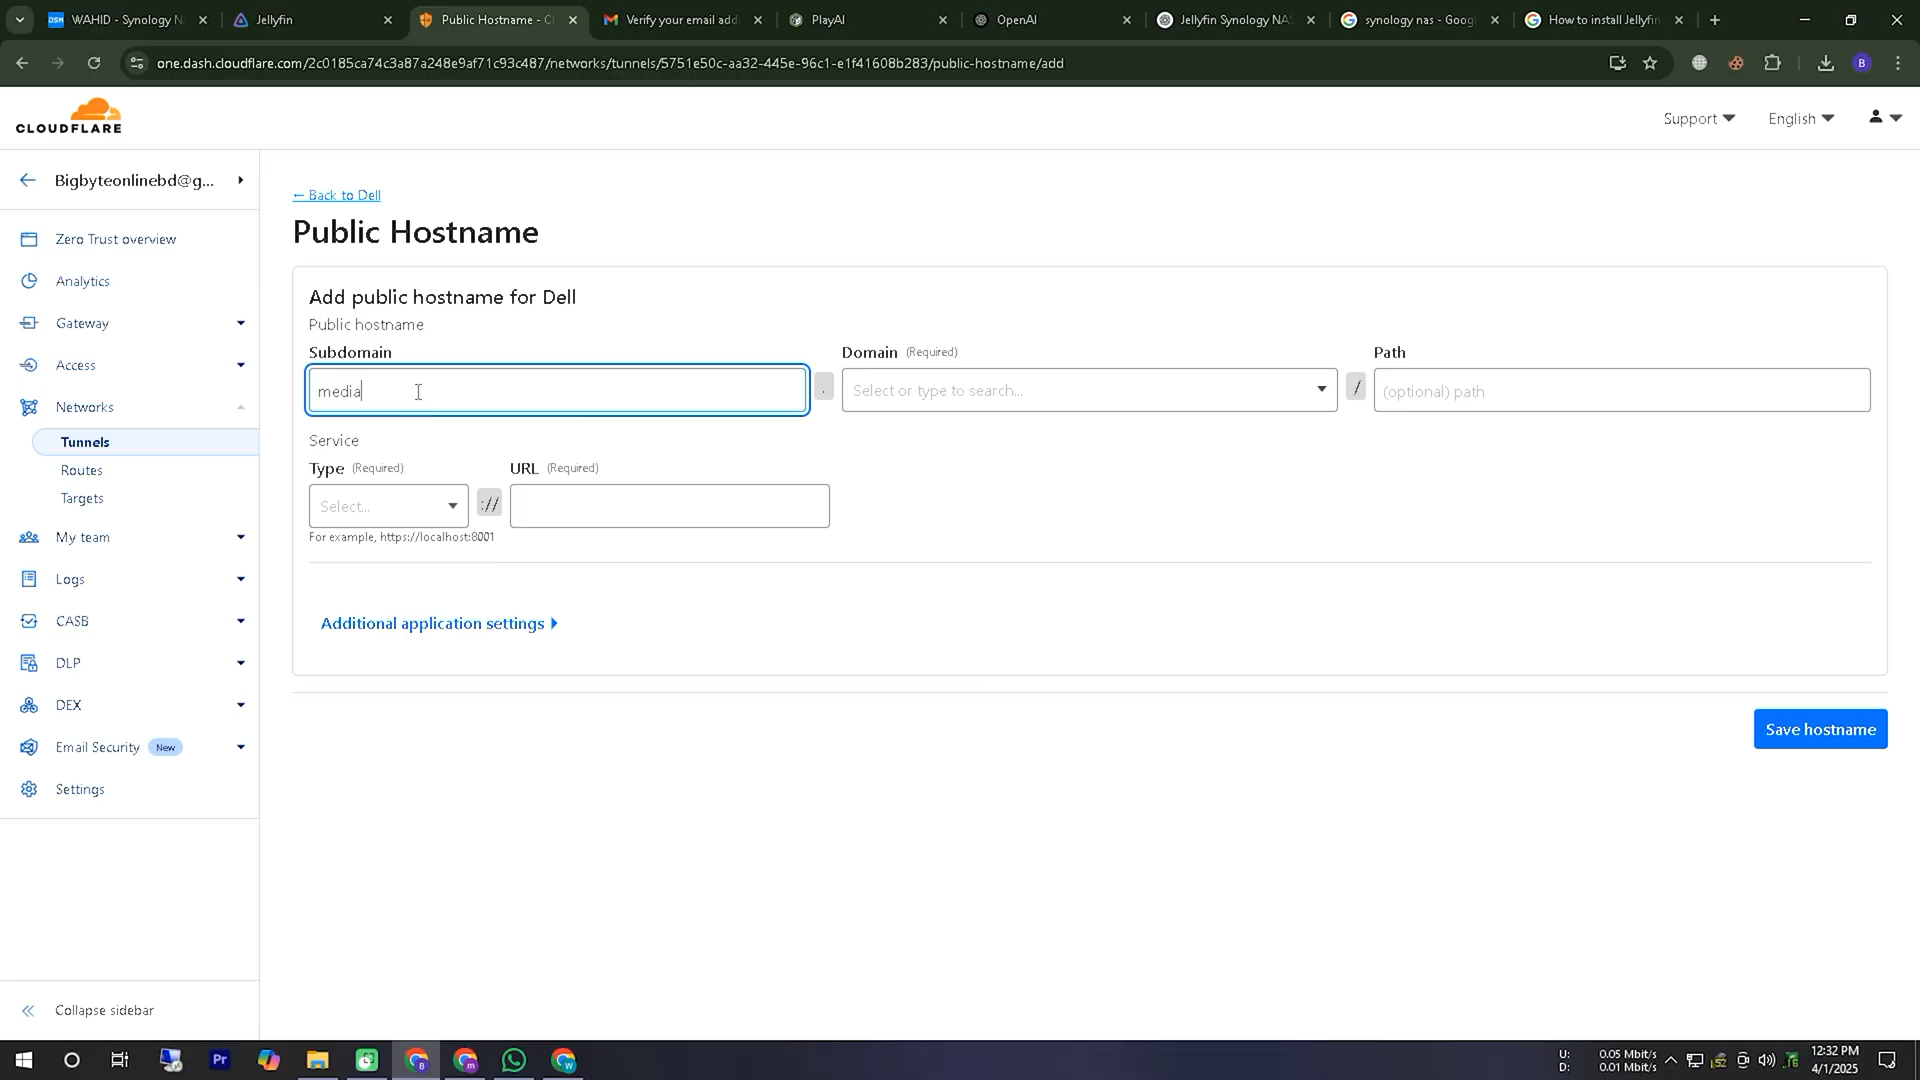 WAHID - Synology N
Jellyfin
Public Hostname - Cl
Verify your email add
PlayAI
OpenAI
Jellyfin Synology NAS
synology nas - Googl
How to install Jellyfin
one.dash.cloudflare.com/2c0185ca74c3a87a248e9af71c93c487/networks/tunnels/5751e50c-aa32-445e-96c1-e1f41608b283/public-hostname/add
B
CLOUDFLARE
Support
English
Bigbyteonlinebd@g...
Zero Trust overview
Analytics
Gateway
Access
Networks
Tunnels
Routes
Targets
My team
Logs
CASB
DLP
DEX
Email Security New
Settings
Collapse sidebar
← Back to Dell
Public Hostname
Add public hostname for Dell
Public hostname
Subdomain
Domain (Required)
Path
media
.
Select or type to search...
/
(optional) path
Service
Type (Required)
URL (Required)
Select...
://
For example, https://localhost:8001
Additional application settings
Save hostname
U: 0.05 Mbit/s
D: 0.01 Mbit/s
12:32 PM
4/1/2025